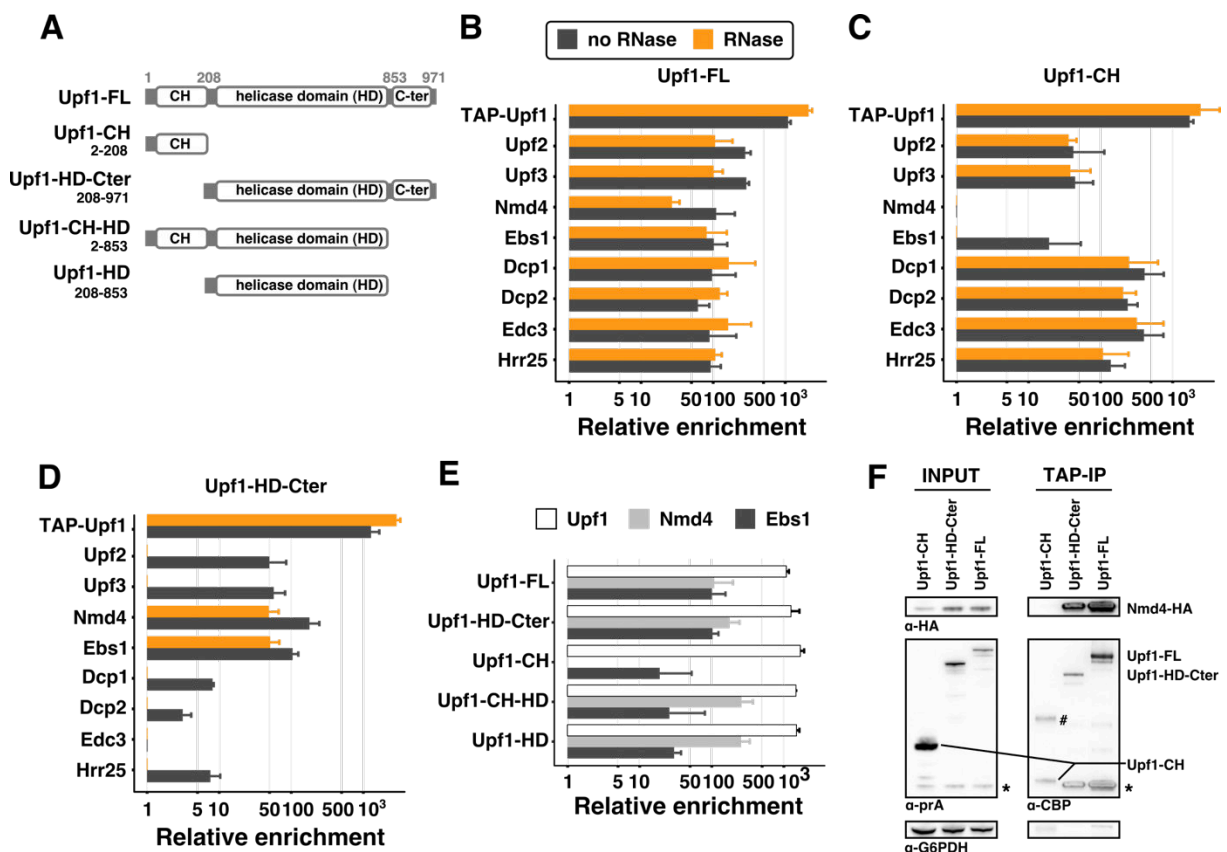 A
1 208 853 971
Upf1-FL CH helicase domain (HD) C-ter
Upf1-CH CH
2-208
Upf1-HD-Cter helicase domain (HD) C-ter
208-971
Upf1-CH-HD CH helicase domain (HD)
2-853
Upf1-HD helicase domain (HD)
208-853
no RNase RNase
B
Upf1-FL
TAP-Upf1
Upf2
Upf3
Nmd4
Ebs1
Dcp1
Dcp2
Edc3
Hrr25
1 5 10 50 100 500 10³
Relative enrichment
C
Upf1-CH
TAP-Upf1
Upf2
Upf3
Nmd4
Ebs1
Dcp1
Dcp2
Edc3
Hrr25
1 5 10 50 100 500 10³
Relative enrichment
D
Upf1-HD-Cter
TAP-Upf1
Upf2
Upf3
Nmd4
Ebs1
Dcp1
Dcp2
Edc3
Hrr25
1 5 10 50 100 500 10³
Relative enrichment
E
Upf1 Nmd4 Ebs1
Upf1-FL
Upf1-HD-Cter
Upf1-CH
Upf1-CH-HD
Upf1-HD
1 5 10 50 100 500 10³
Relative enrichment
F
INPUT TAP-IP
Upf1-CH Upf1-HD-Cter Upf1-FL Upf1-CH Upf1-HD-Cter Upf1-FL
Nmd4-HA
α-HA
Upf1-FL
Upf1-HD-Cter
#
Upf1-CH
* *
α-prA α-CBP
α-G6PDH